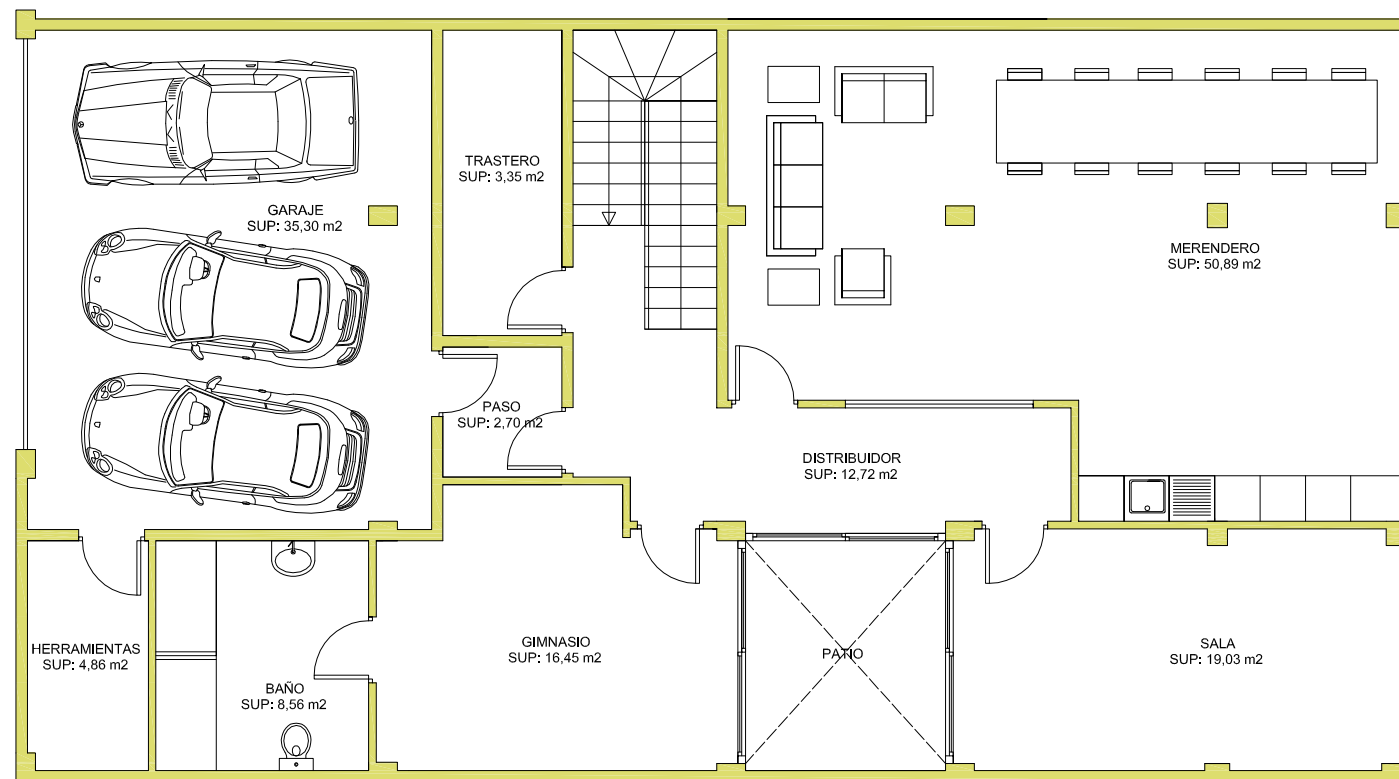 TRASTERO
SUP: 3,35 m2
GARAJE
SUP: 35,30 m2
MERENDERO
SUP: 50,89 m2
PASO
SUP: 2,70 m2
DISTRIBUIDOR
SUP: 12,72 m2
HERRAMIENTAS
SUP: 4,86 m2
BAÑO
SUP: 8,56 m2
GIMNASIO
SUP: 16,45 m2
PATIO
SALA
SUP: 19,03 m2